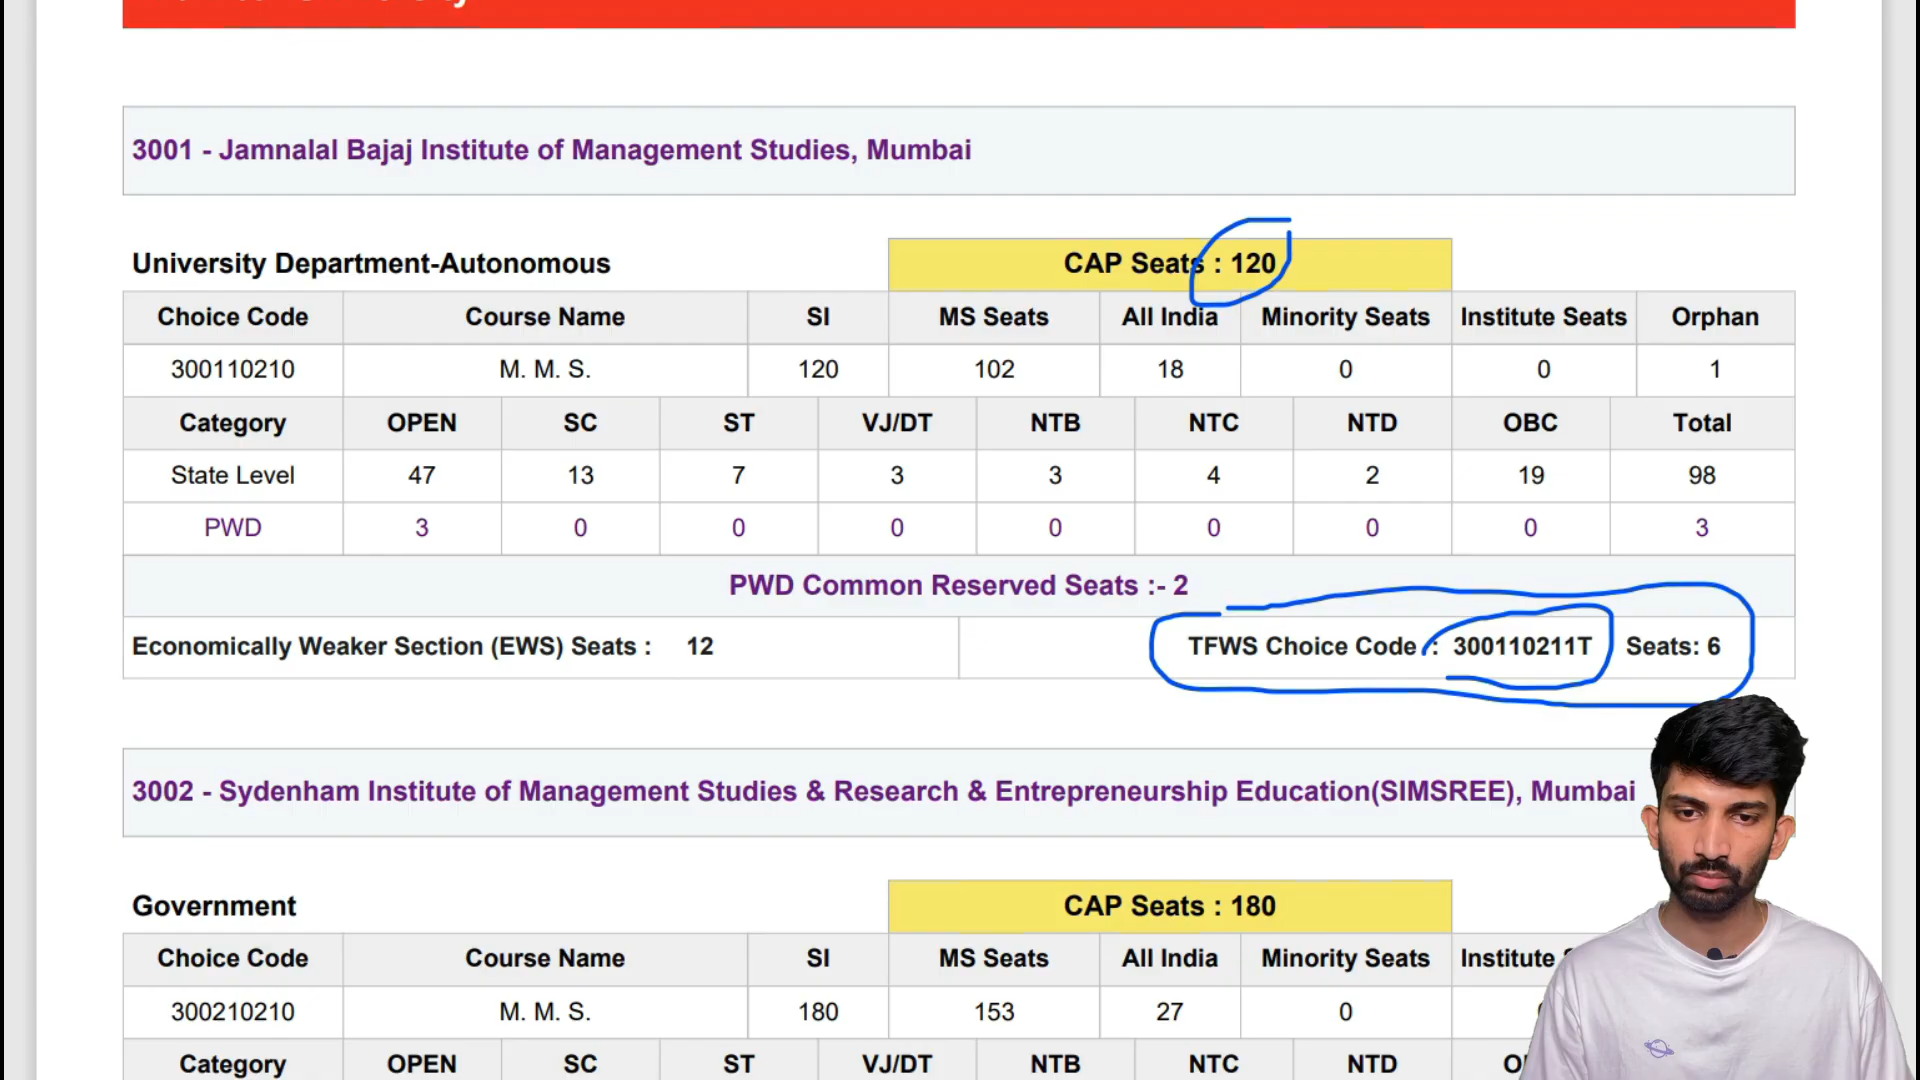 3001 - Jamnalal Bajaj Institute of Management Studies, Mumbai
University Department-Autonomous CAP Seats : 120
Choice Code Course Name SI MS Seats All India Minority Seats Institute Seats Orphan
300110210 M. M. S. 120 102 18 0 0 1
Category OPEN SC ST VJ/DT NTB NTC NTD OBC Total
State Level 47 13 7 3 3 4 2 19 98
PWD 3 0 0 0 0 0 0 0 3
PWD Common Reserved Seats :- 2
Economically Weaker Section (EWS) Seats : 12 TFWS Choice Code : 300110211T Seats: 6
3002 - Sydenham Institute of Management Studies & Research & Entrepreneurship Education(SIMSREE), Mumbai
Government CAP Seats : 180
Choice Code Course Name SI MS Seats All India Minority Seats Institute
300210210 M. M. S. 180 153 27 0
Category OPEN SC ST VJ/DT NTB NTC NTD